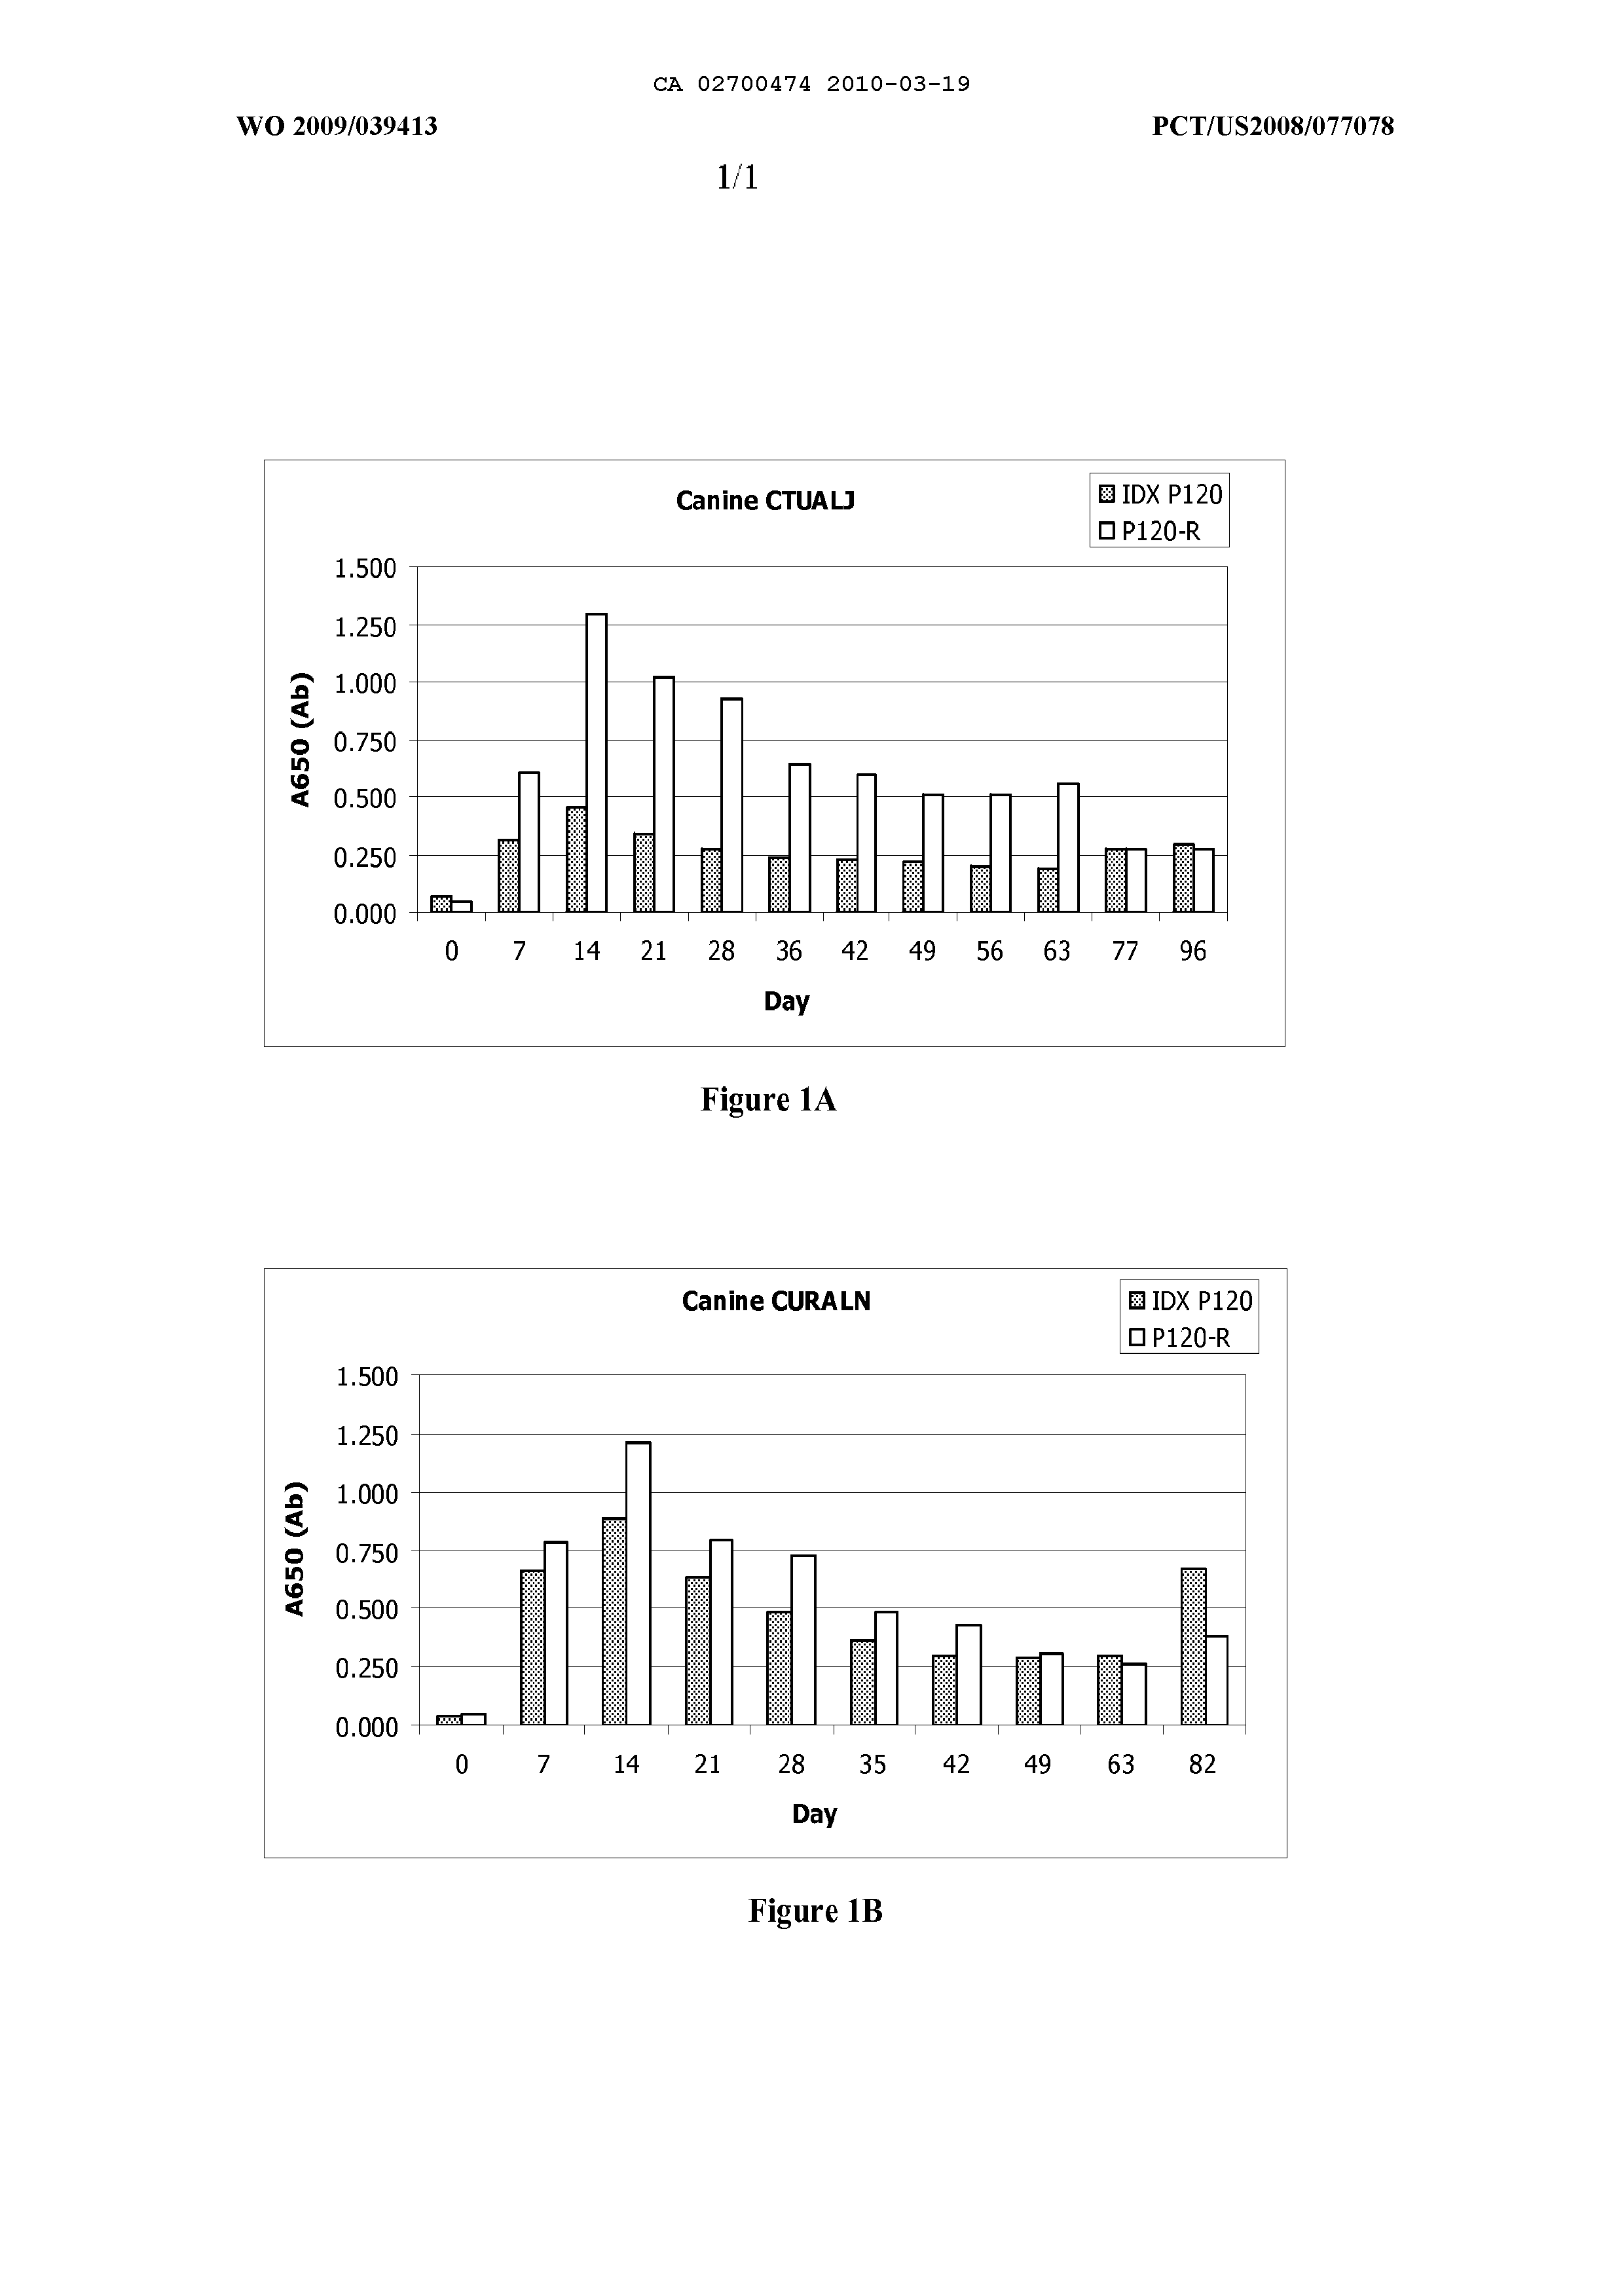 CA 02700474 2010-03-19
WO 2009/039413 PCT/US2008/077078
1/1
Canine CTUALJ
IDX P120
P120-R
1.500
1.250
1.000
0.750
0.500
0.250
0.000
A650 (Ab)
0 7 14 21 28 36 42 49 56 63 77 96
Day
Figure 1A
Canine CURALN
IDX P120
P120-R
1.500
1.250
1.000
0.750
0.500
0.250
0.000
A650 (Ab)
0 7 14 21 28 35 42 49 63 82
Day
Figure 1B